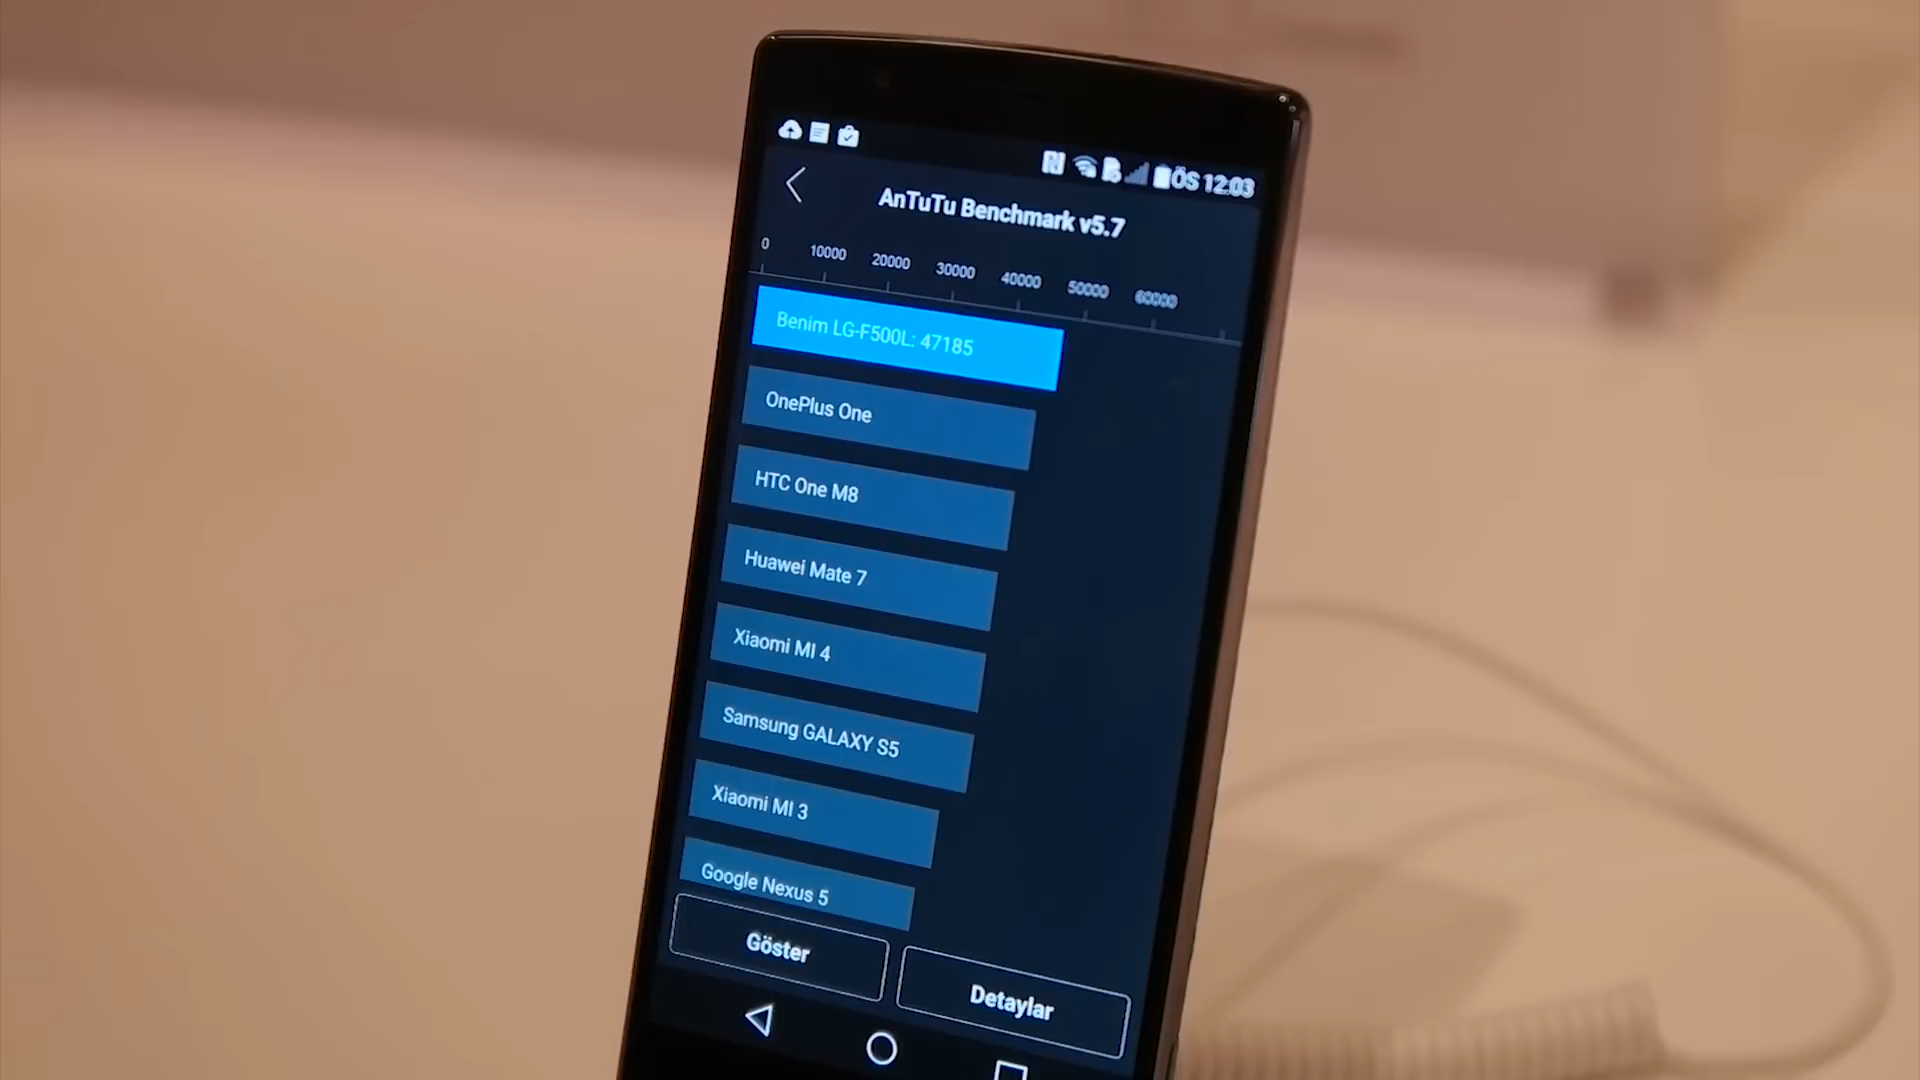 ÖS 12:03
AnTuTu Benchmark v5.7
0 10000 20000 30000 40000 50000 60000
Benim LG-F500L: 47185
OnePlus One
HTC One M8
Huawei Mate 7
Xiaomi MI 4
Samsung GALAXY S5
Xiaomi MI 3
Google Nexus 5
Göster
Detaylar